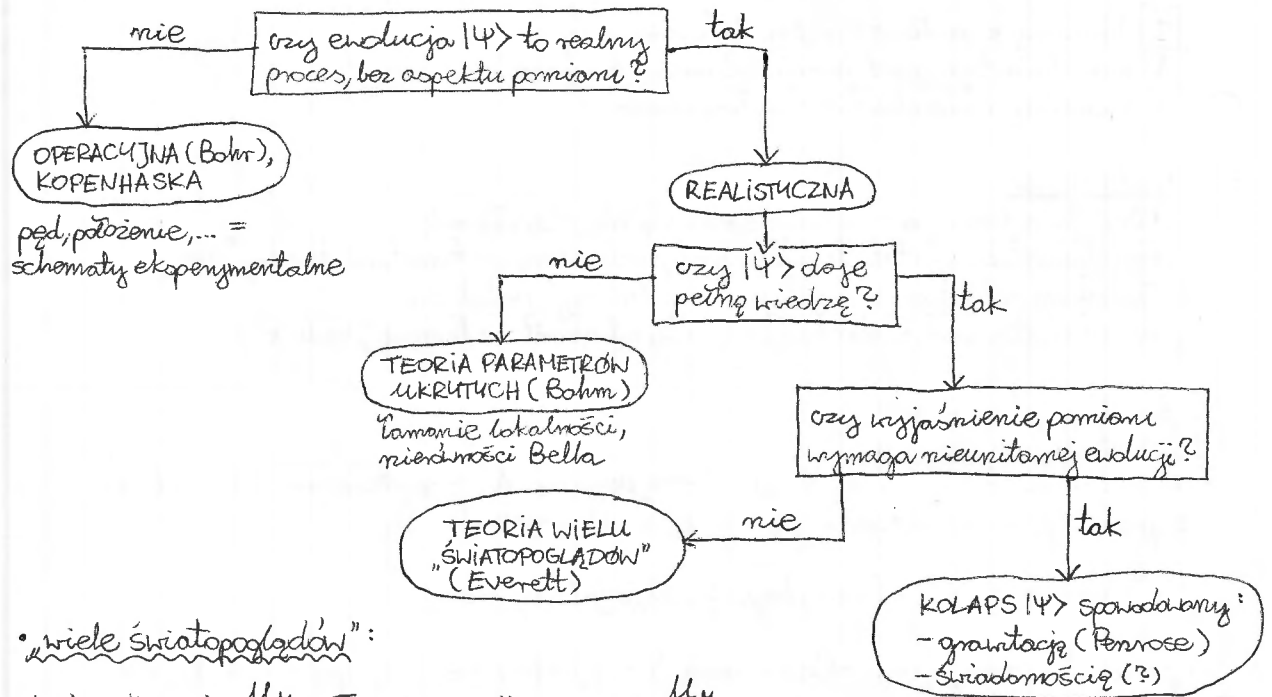 nie
czy ewolucja |Ψ> to realny
proces, bez aspektu pomiaru?
tak
OPERACYJNA (Bohr),
KOPENHASKA
pęd, położenie,... =
schematy eksperymentalne
REALISTYCZNA
nie
czy |Ψ> daje
pełną wiedzę?
tak
TEORIA PARAMETRÓW
UKRYTYCH (Bohm)
łamanie lokalności,
nierówności Bella
czy wyjaśnienie pomiaru
wymaga nieunitarnej ewolucji?
nie
tak
TEORIA WIELU
„ŚWIATOPOGLĄDÓW"
(Everett)
KOLAPS |Ψ> spowodowany:
- grawitacją (Penrose)
- świadomością (?)
• „wiele światopoglądów":